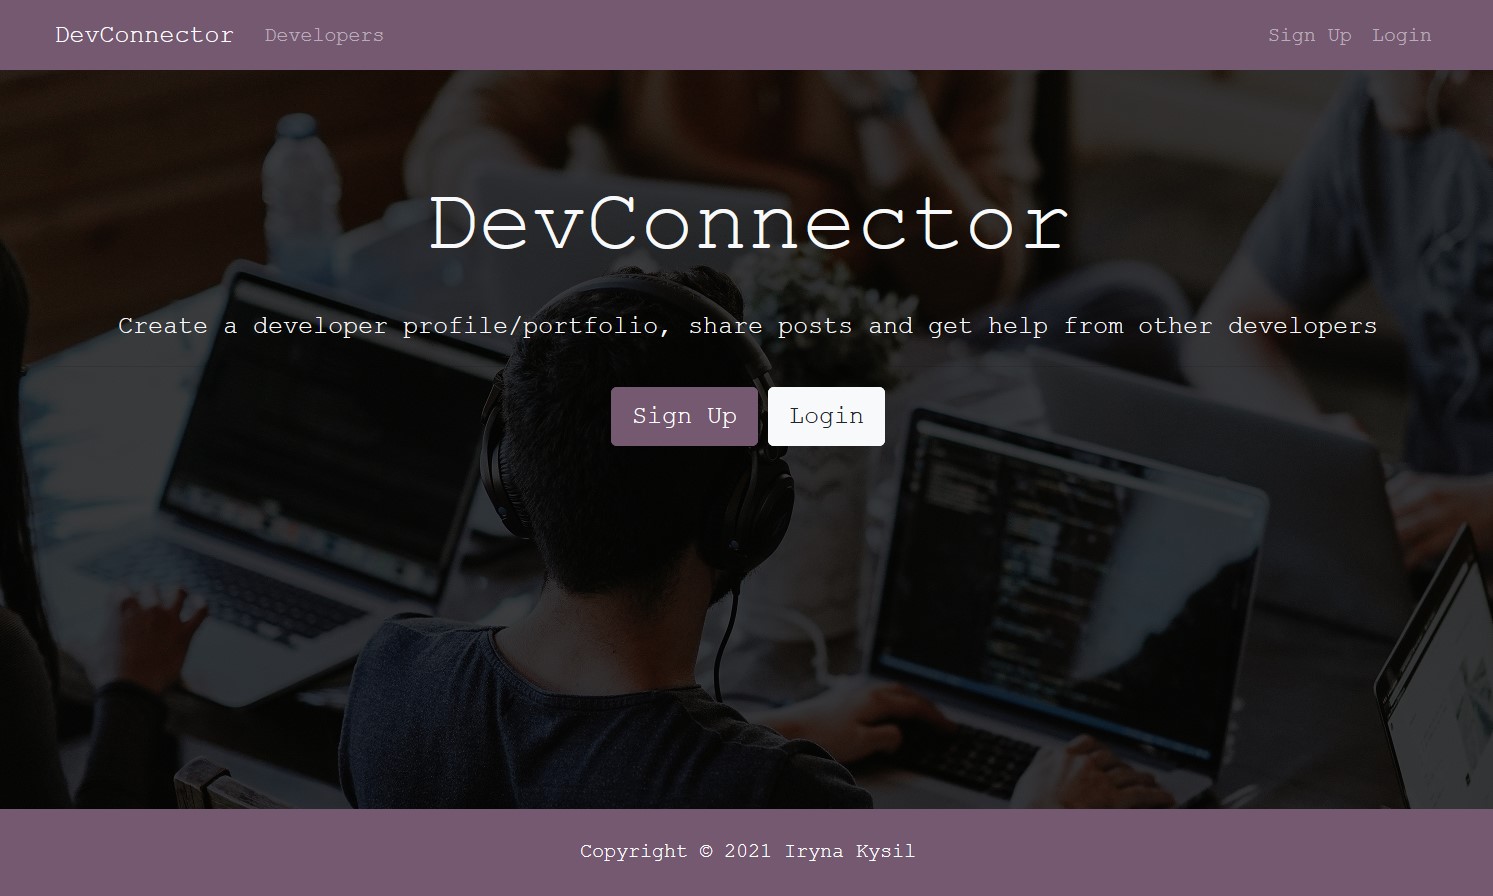 DevConnector Developers Sign Up Login
DevConnector
Create a developer profile/portfolio, share posts and get help from other developers
Sign Up Login
Copyright © 2021 Iryna Kysil